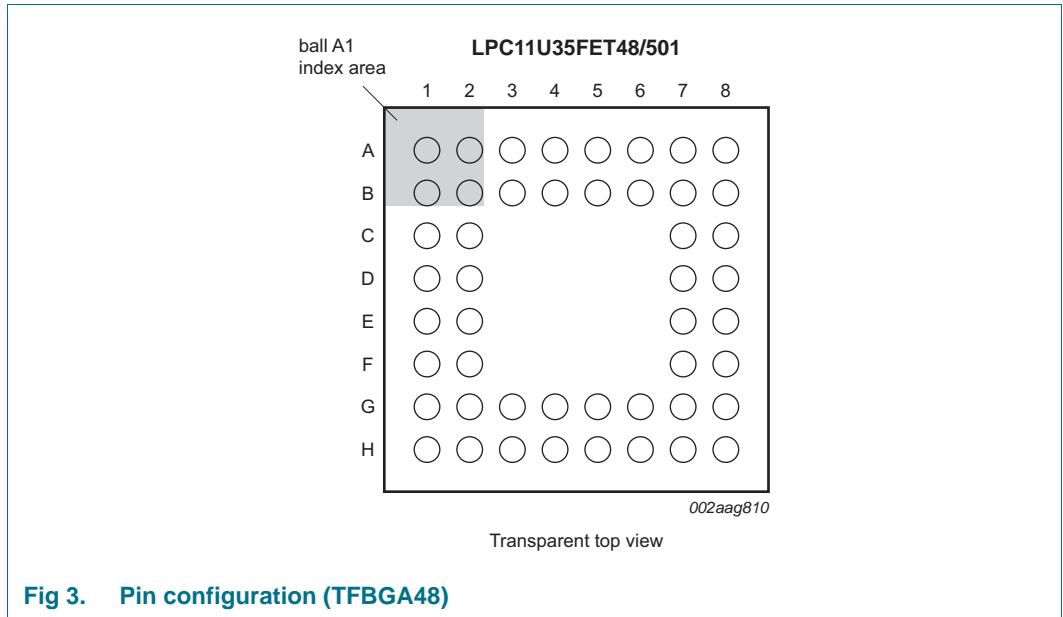 ball A1
index area
LPC11U35FET48/501
1 2 3 4 5 6 7 8
A
B
C
D
E
F
G
H
002aag810
Transparent top view
Fig 3. Pin configuration (TFBGA48)